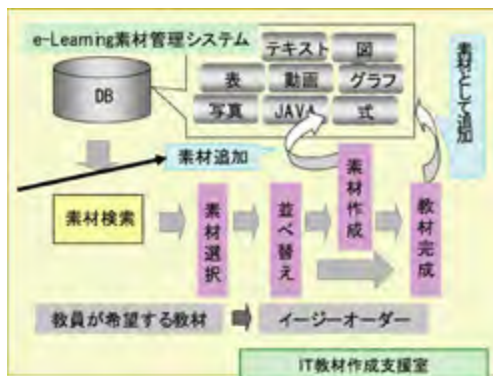 e-Learning素材管理システム
DB
テキスト
図
表
動画
グラフ
写真
JAVA
式
素材として追加
素材追加
素材検索
素材選択
並べ替え
素材作成
教材完成
教員が希望する教材
イージーオーダー
IT教材作成支援室